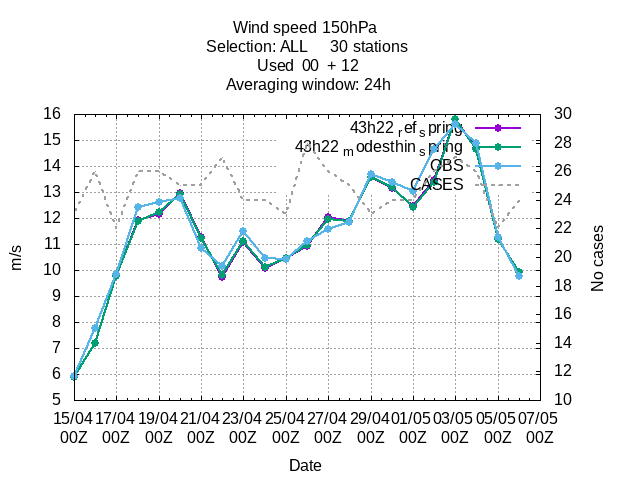 Wind speed 150hPa
Selection: ALL     30 stations
Used  00  + 12
Averaging window: 24h
43h22_ref_spring
43h22_modesthin_spring
OBS
CASES
16
15
14
13
12
11
10
9
8
7
6
5
m/s
30
28
26
24
22
20
18
16
14
12
10
No cases
15/04 17/04 19/04 21/04 23/04 25/04 27/04 29/04 01/05 03/05 05/05 07/05
00Z 00Z 00Z 00Z 00Z 00Z 00Z 00Z 00Z 00Z 00Z 00Z
Date